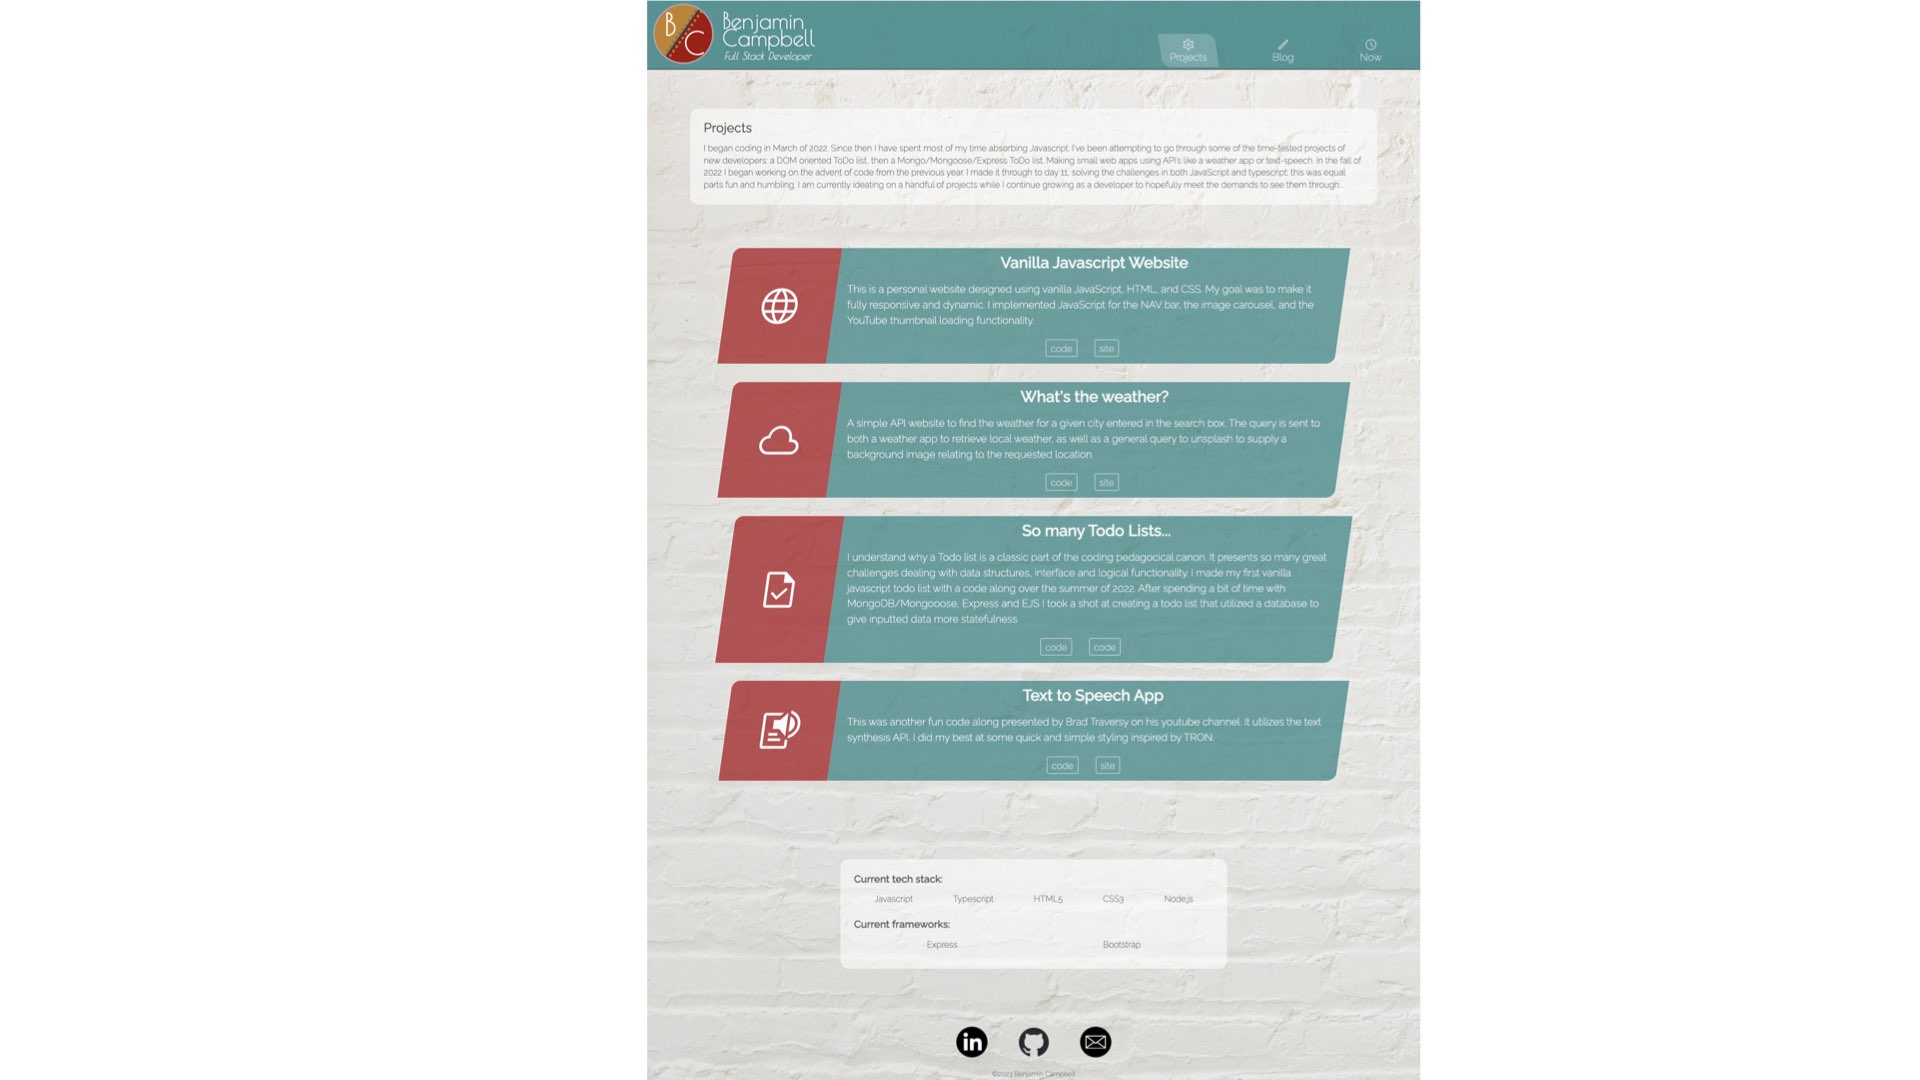 B
C
Benjamin
Campbell
Full Stack Developer
Projects
Blog
Now
Projects
I began coding in March of 2022. Since then I have spent most of my time absorbing Javascript. I've been attempting to go through some of the time-tested projects of
new developers: a DOM oriented ToDo list, then a Mongo/Mongoose/Express ToDo list. Making small web apps using API's like a weather app or text-speech. In the fall of
2022 I began working on the advent of code from the previous year. I made it through to day 11, solving the challenges in both JavaScript and typescript; this was equal
parts fun and humbling. I am currently ideating on a handful of projects while I continue growing as a developer to hopefully meet the demands to see them through...
Vanilla Javascript Website
This is a personal website designed using vanilla JavaScript, HTML, and CSS. My goal was to make it
fully responsive and dynamic. I implemented JavaScript for the NAV bar, the image carousel, and the
YouTube thumbnail loading functionality.
code
site
What's the weather?
A simple API website to find the weather for a given city entered in the search box. The query is sent to
both a weather app to retrieve local weather, as well as a general query to unsplash to supply a
background image relating to the requested location.
code
site
So many Todo Lists...
I understand why a Todo list is a classic part of the coding pedagocical canon. It presents so many great
challenges dealing with data structures, interface and logical functionality. I made my first vanilla
javascript todo list with a code along over the summer of 2022. After spending a bit of time with
MongoDB/Mongooose, Express and EJS I took a shot at creating a todo list that utilized a database to
give inputted data more statefulness.
code
code
Text to Speech App
This was another fun code along presented by Brad Traversy on his youtube channel. It utilizes the text
synthesis API. I did my best at some quick and simple styling inspired by TRON.
code
site
Current tech stack:
Javascript
Typescript
HTML5
CSS3
Node.js
Current frameworks:
Express
Bootstrap
in
©2023 Benjamin Campbell